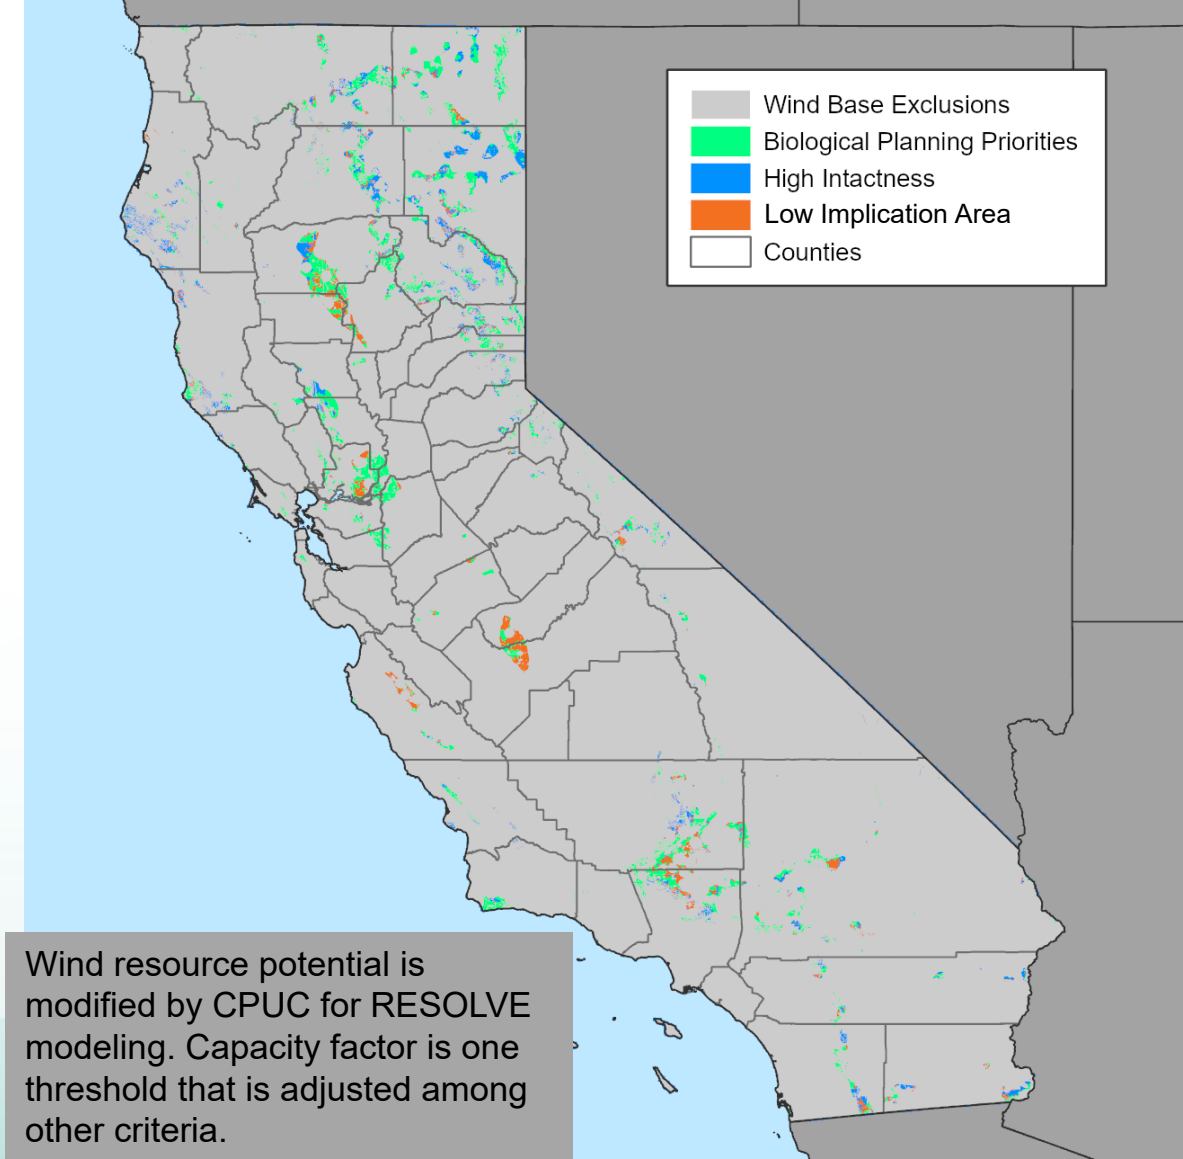 Wind Base Exclusions
Biological Planning Priorities
High Intactness
Low Implication Area
Counties
Wind resource potential is
modified by CPUC for RESOLVE
modeling. Capacity factor is one
threshold that is adjusted among
other criteria.